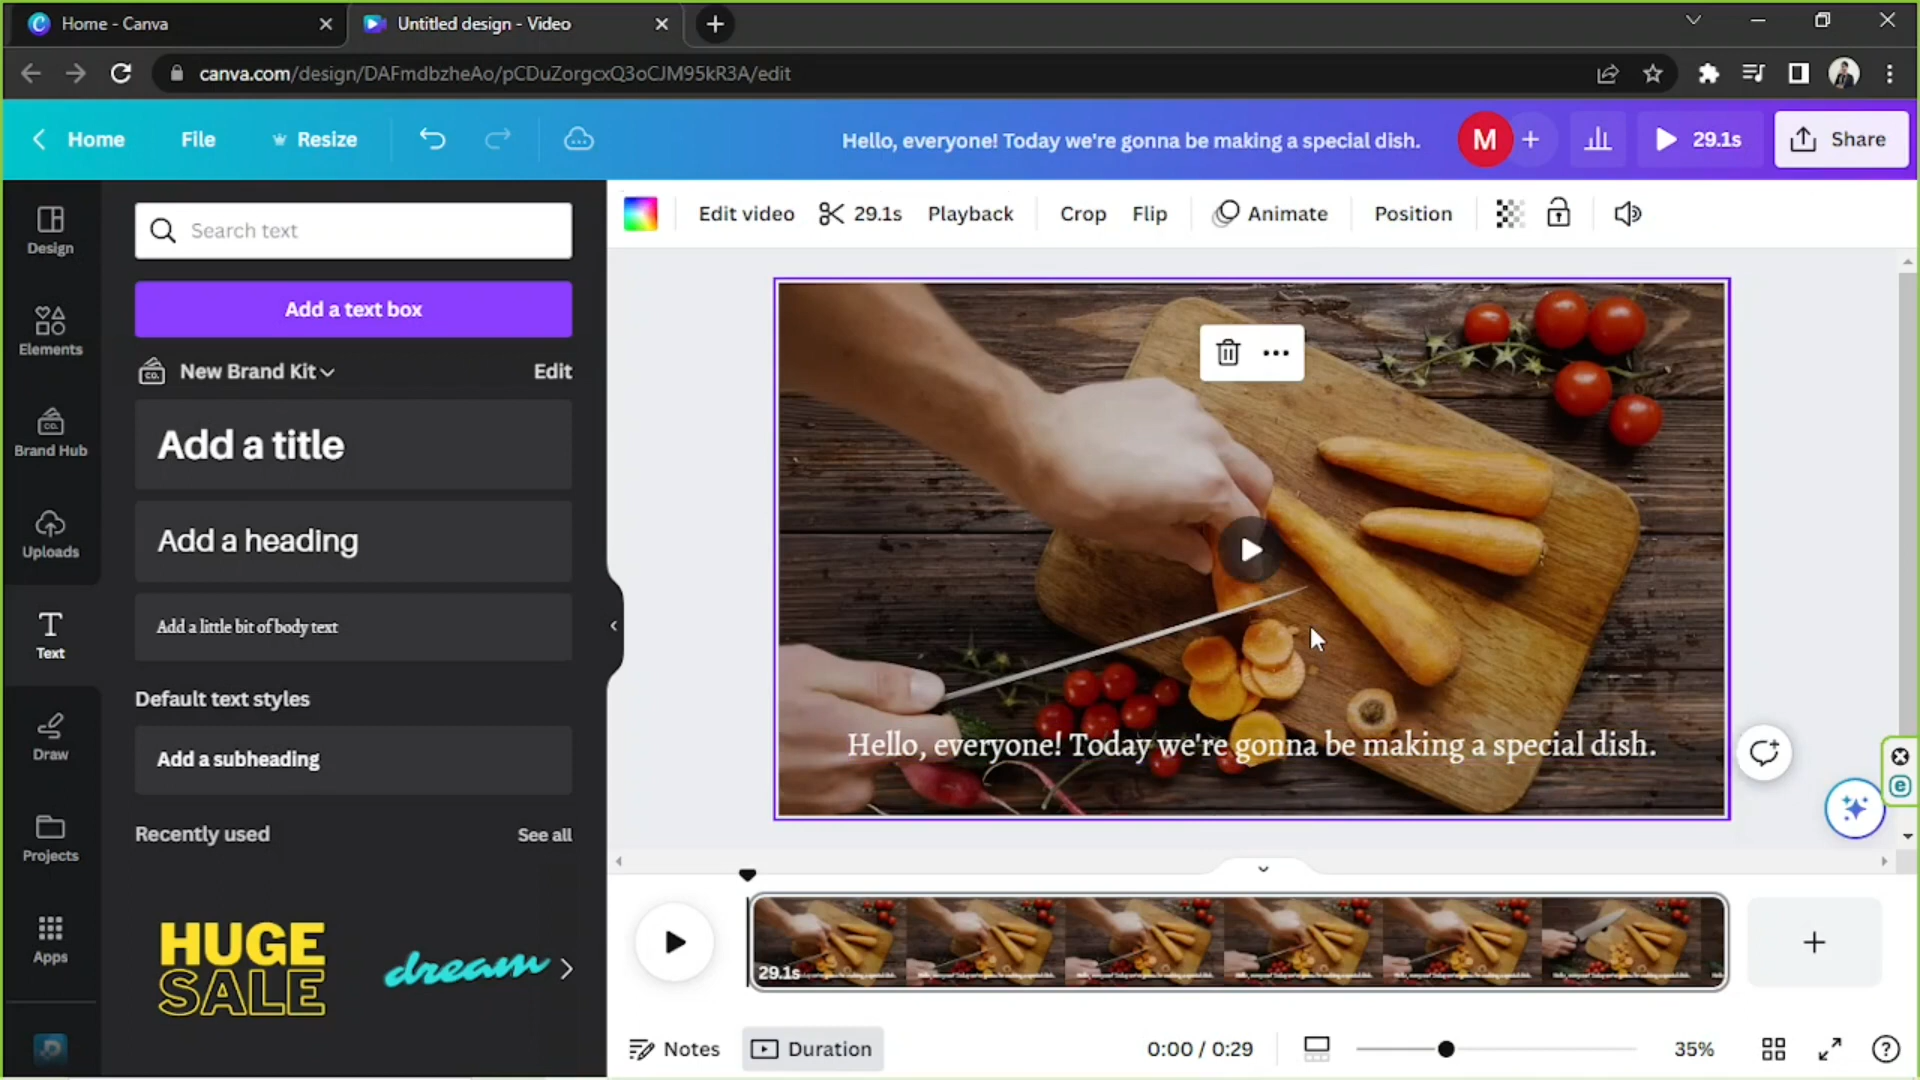 Home - Canva
Untitled design - Video
canva.com/design/DAFmdbzheAo/pCDuZorgcxQ3oCJM95kR3A/edit
Home
File
Resize
Hello, everyone! Today we're gonna be making a special dish.
M
29.1s
Share
Design
Elements
Brand Hub
Uploads
Text
Draw
Projects
Apps
Search text
Add a text box
CO.
New Brand Kit
Edit
Add a title
Add a heading
Add a little bit of body text
Default text styles
Add a subheading
Recently used
See all
HUGE
SALE
dream
Edit video
29.1s
Playback
Crop
Flip
Animate
Position
Hello, everyone! Today we're gonna be making a special dish.
29.1s
Notes
Duration
0:00 / 0:29
35%